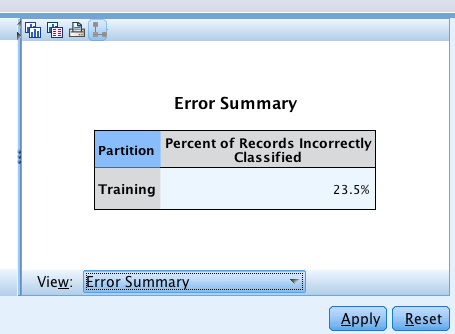 Error Summary
Partition
Percent of Records Incorrectly
Classified
Training
23.5%
View: Error Summary
Apply Reset